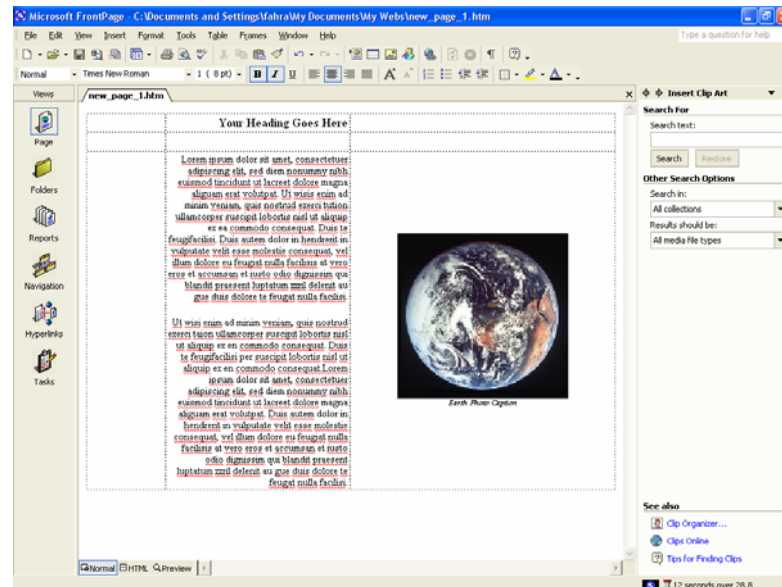 Microsoft FrontPage - C:\Documents and Settings\fahra\My Documents\My Webs\new_page_1.htm
File Edit View Insert Format Tools Table Frames Window Help
Type a question for help
Normal Times New Roman 1 ( 8 pt) B I U
Views
Page
Folders
Reports
Navigation
Hyperlinks
Tasks
new_page_1.htm
Your Heading Goes Here
Lorem ipsum dolor sit amet, consectetuer
adipiscing elit, sed diem nonummy nibh
euismod tincidunt ut lacreet dolore magna
aliguam erat volutpat. Ut wisis enim ad
minim veniam, quis nostrud exerci tution
ullamcorper suscipit lobortis nisl ut aliquip
ex ea commodo consequat. Duis te
feugifacilisi. Duis autem dolor in hendrerit in
vulputate velit esse molestie consequat, vel
illum dolore eu feugiat nulla facilisis at vero
eros et accumsan et iusto odio dignissim qui
blandit praesent luptatum zzril delenit au
gue duis dolore te feugat nulla facilisi.
Ut wisi enim ad minim veniam, quis nostrud
exerci taion ullamcorper suscipit lobortis nisl
ut aliquip ex en commodo consequat. Duis
te feugifacilisi per suscipit lobortis nisl ut
aliquip ex en commodo consequat.Lorem
ipsum dolor sit amet, consectetuer
adipiscing elit, sed diem nonummy nibh
euismod tincidunt ut lacreet dolore magna
aliguam erat volutpat. Duis autem dolor in
hendrerit in vulputate velit esse molestie
consequat, vel illum dolore eu feugiat nulla
facilisis at vero eros et accumsan et iusto
odio dignissim qui blandit praesent
luptatum zzril delenit au gue duis dolore te
feugat nulla facilisi.
Earth Photo Caption
Insert Clip Art
Search For
Search text:
Search Restore
Other Search Options
Search in:
All collections
Results should be:
All media file types
See also
Clip Organizer...
Clips Online
Tips for Finding Clips
Normal HTML Preview
12 seconds over 28.8